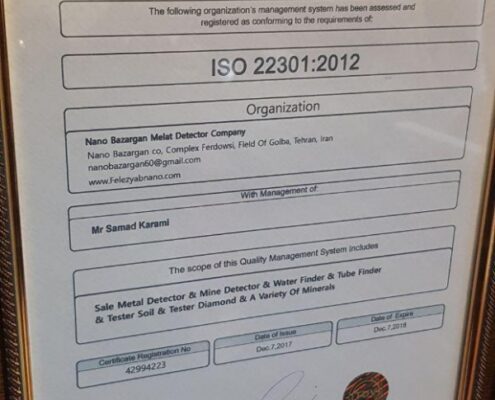 The following organization's management system has been assessed and
registered as conforming to the requirements of:
ISO 22301:2012
Organization
Nano Bazargan Melat Detector Company
Nano Bazargan co, Complex Ferdowsi, Field Of Golba, Tehran, Iran
nanobazargan60@gmail.com
www.Felezyabnano.com
With Management of:
Mr Samad Karami
The scope of this Quality Management System includes
Sale Metal Detector & Mine Detector & Water Finder & Tube Finder
& Tester Soil & Tester Diamond & A Variety Of Minerals
Certificate Registration No
42994223
Date of Issue
Dec.7,2017
Date of Expire
Dec.7,2018